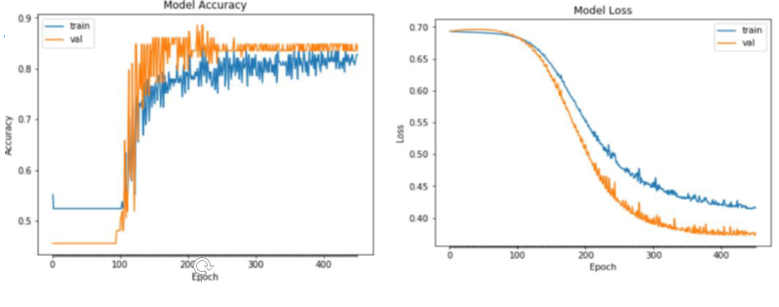 Model Accuracy
0.9
0.8
0.7
0.6
0.5
Accuracy
train
val
0 100 200 300 400
Epoch
Model Loss
0.70
0.65
0.60
0.55
0.50
0.45
0.40
Loss
train
val
0 100 200 300 400
Epoch